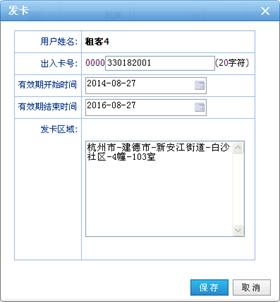 发卡
用户姓名: 租客4
出入卡号: 0000330182001 (20字符)
有效期开始时间 2014-08-27
有效期结束时间 2016-08-27
发卡区域:
杭州市-建德市-新安江街道-白沙
社区-4幢-103室
保存 取消